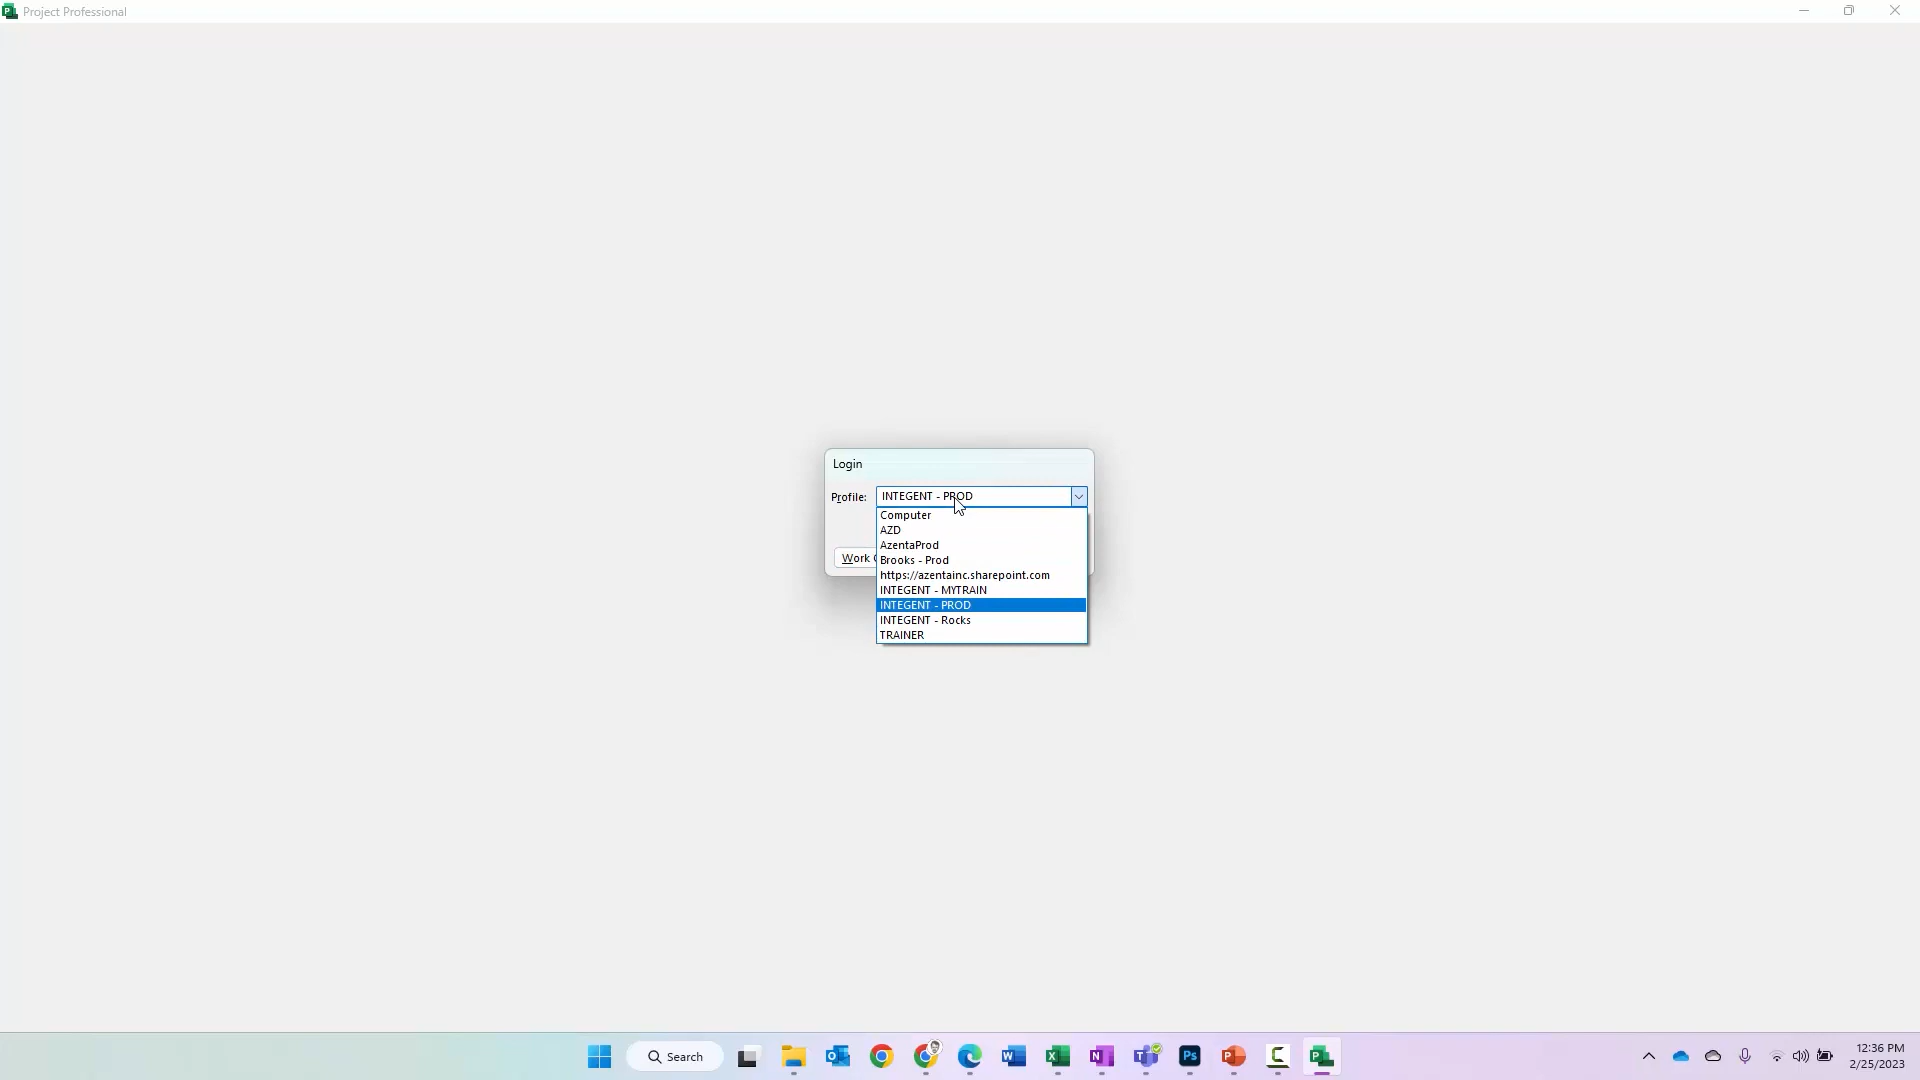 Project Professional
Login
Profile: INTEGENT - PROD
Computer
AZD
AzentaProd
Brooks - Prod
Work
https://azentainc.sharepoint.com
INTEGENT - MYTRAIN
INTEGENT - PROD
INTEGENT - Rocks
TRAINER
Search
12:36 PM
2/25/2023